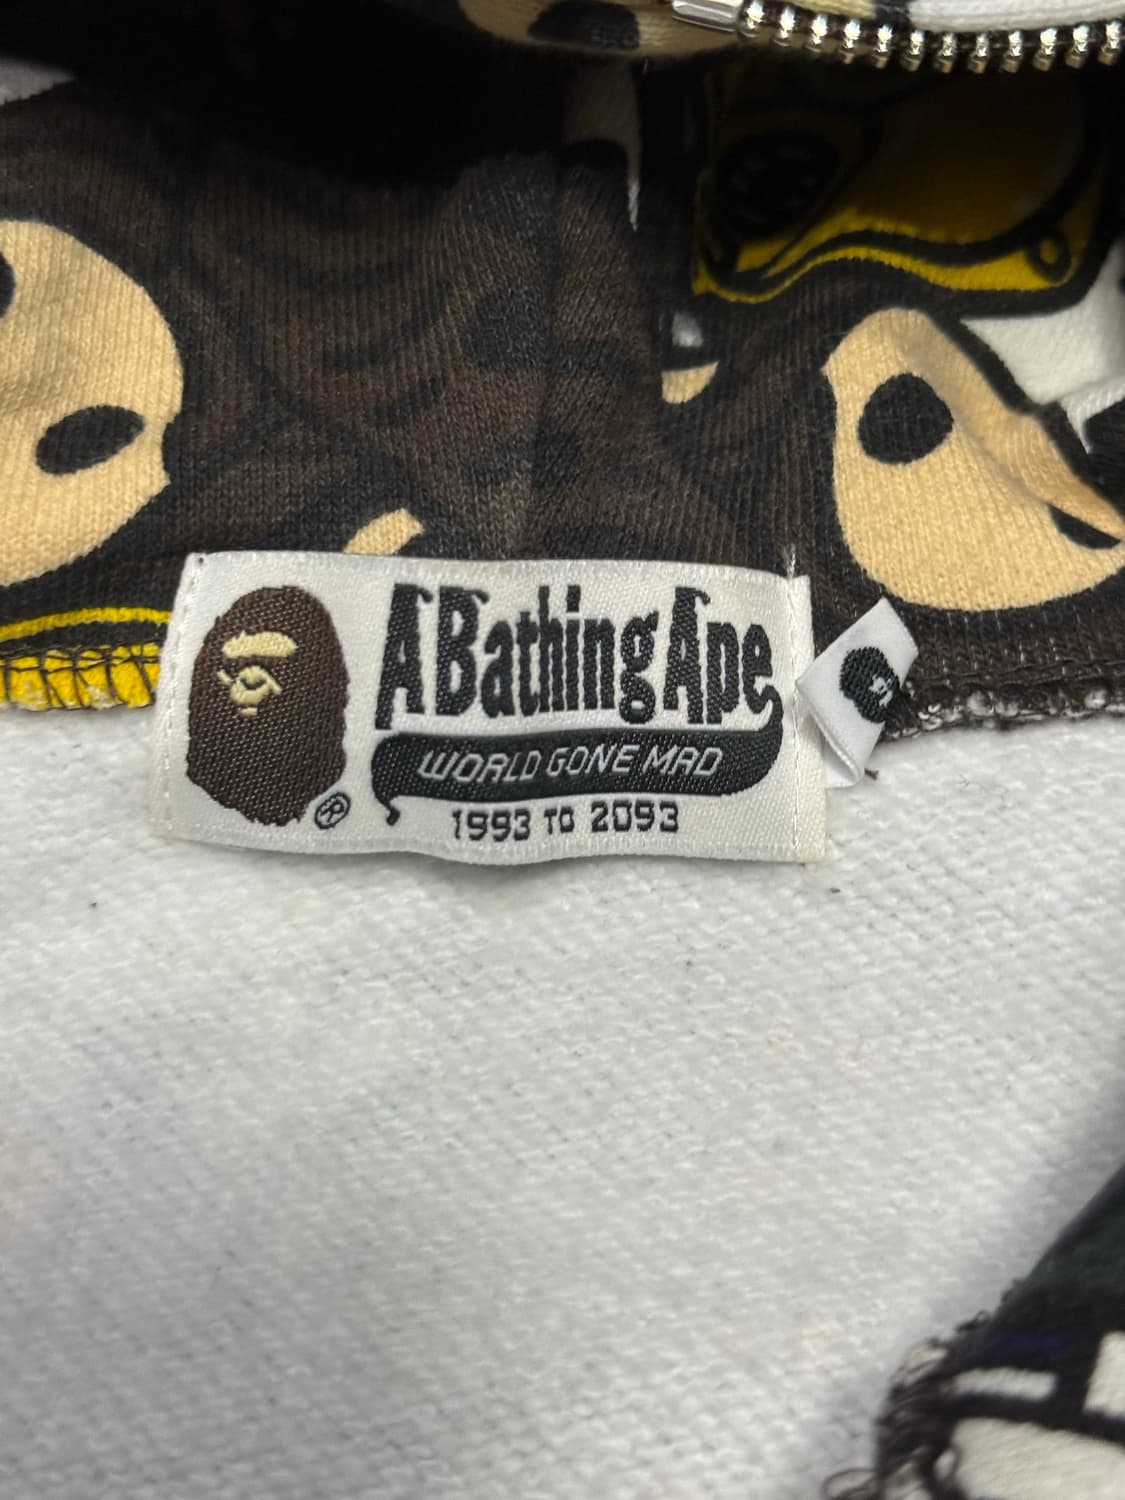 A Bathing Ape
WORLD GONE MAD
®
1993 TO 2093